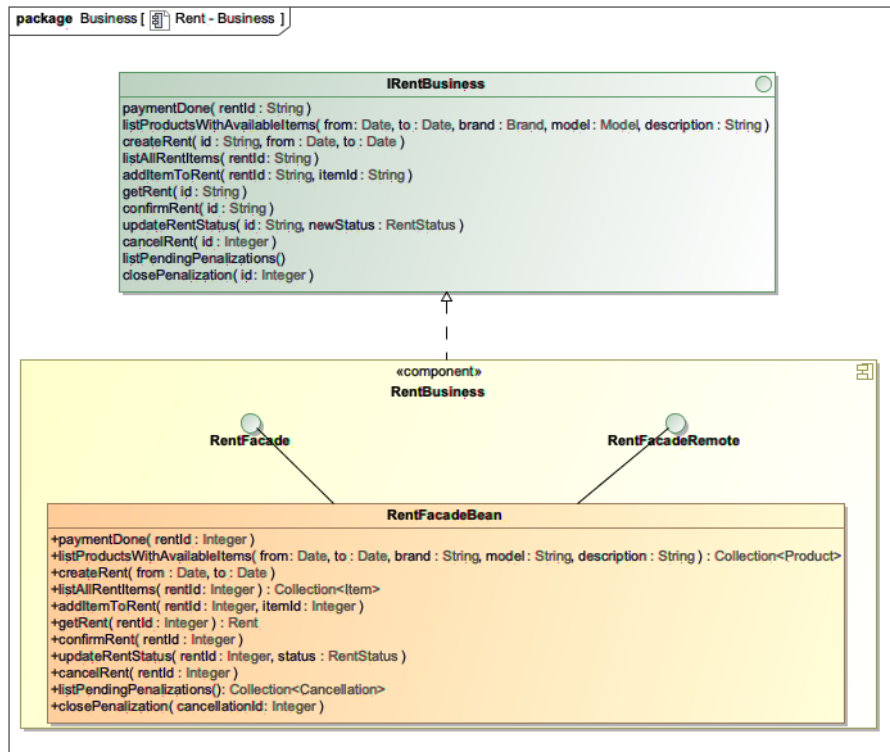 package Business [ Rent - Business ]
IRentBusiness
paymentDone( rentId : String )
listProductsWithAvailableItems( from : Date, to : Date, brand : Brand, model : Model, description : String )
createRent( id : String, from : Date, to : Date )
listAllRentItems( rentId : String )
addItemToRent( rentId : String, itemId : String )
getRent( id : String )
confirmRent( id : String )
updateRentStatus( id : String, newStatus : RentStatus )
cancelRent( id : Integer )
listPendingPenalizations()
closePenalization( id : Integer )
«component»
RentBusiness
RentFacade RentFacadeRemote
RentFacadeBean
+paymentDone( rentId : Integer )
+listProductsWithAvailableItems( from : Date, to : Date, brand : String, model : String, description : String ) : Collection<Product>
+createRent( from : Date, to : Date )
+listAllRentItems( rentId : Integer ) : Collection<Item>
+addItemToRent( rentId : Integer, itemId : Integer )
+getRent( rentId : Integer ) : Rent
+confirmRent( rentId : Integer )
+updateRentStatus( rentId : Integer, status : RentStatus )
+cancelRent( rentId : Integer )
+listPendingPenalizations(): Collection<Cancellation>
+closePenalization( cancellationId: Integer )